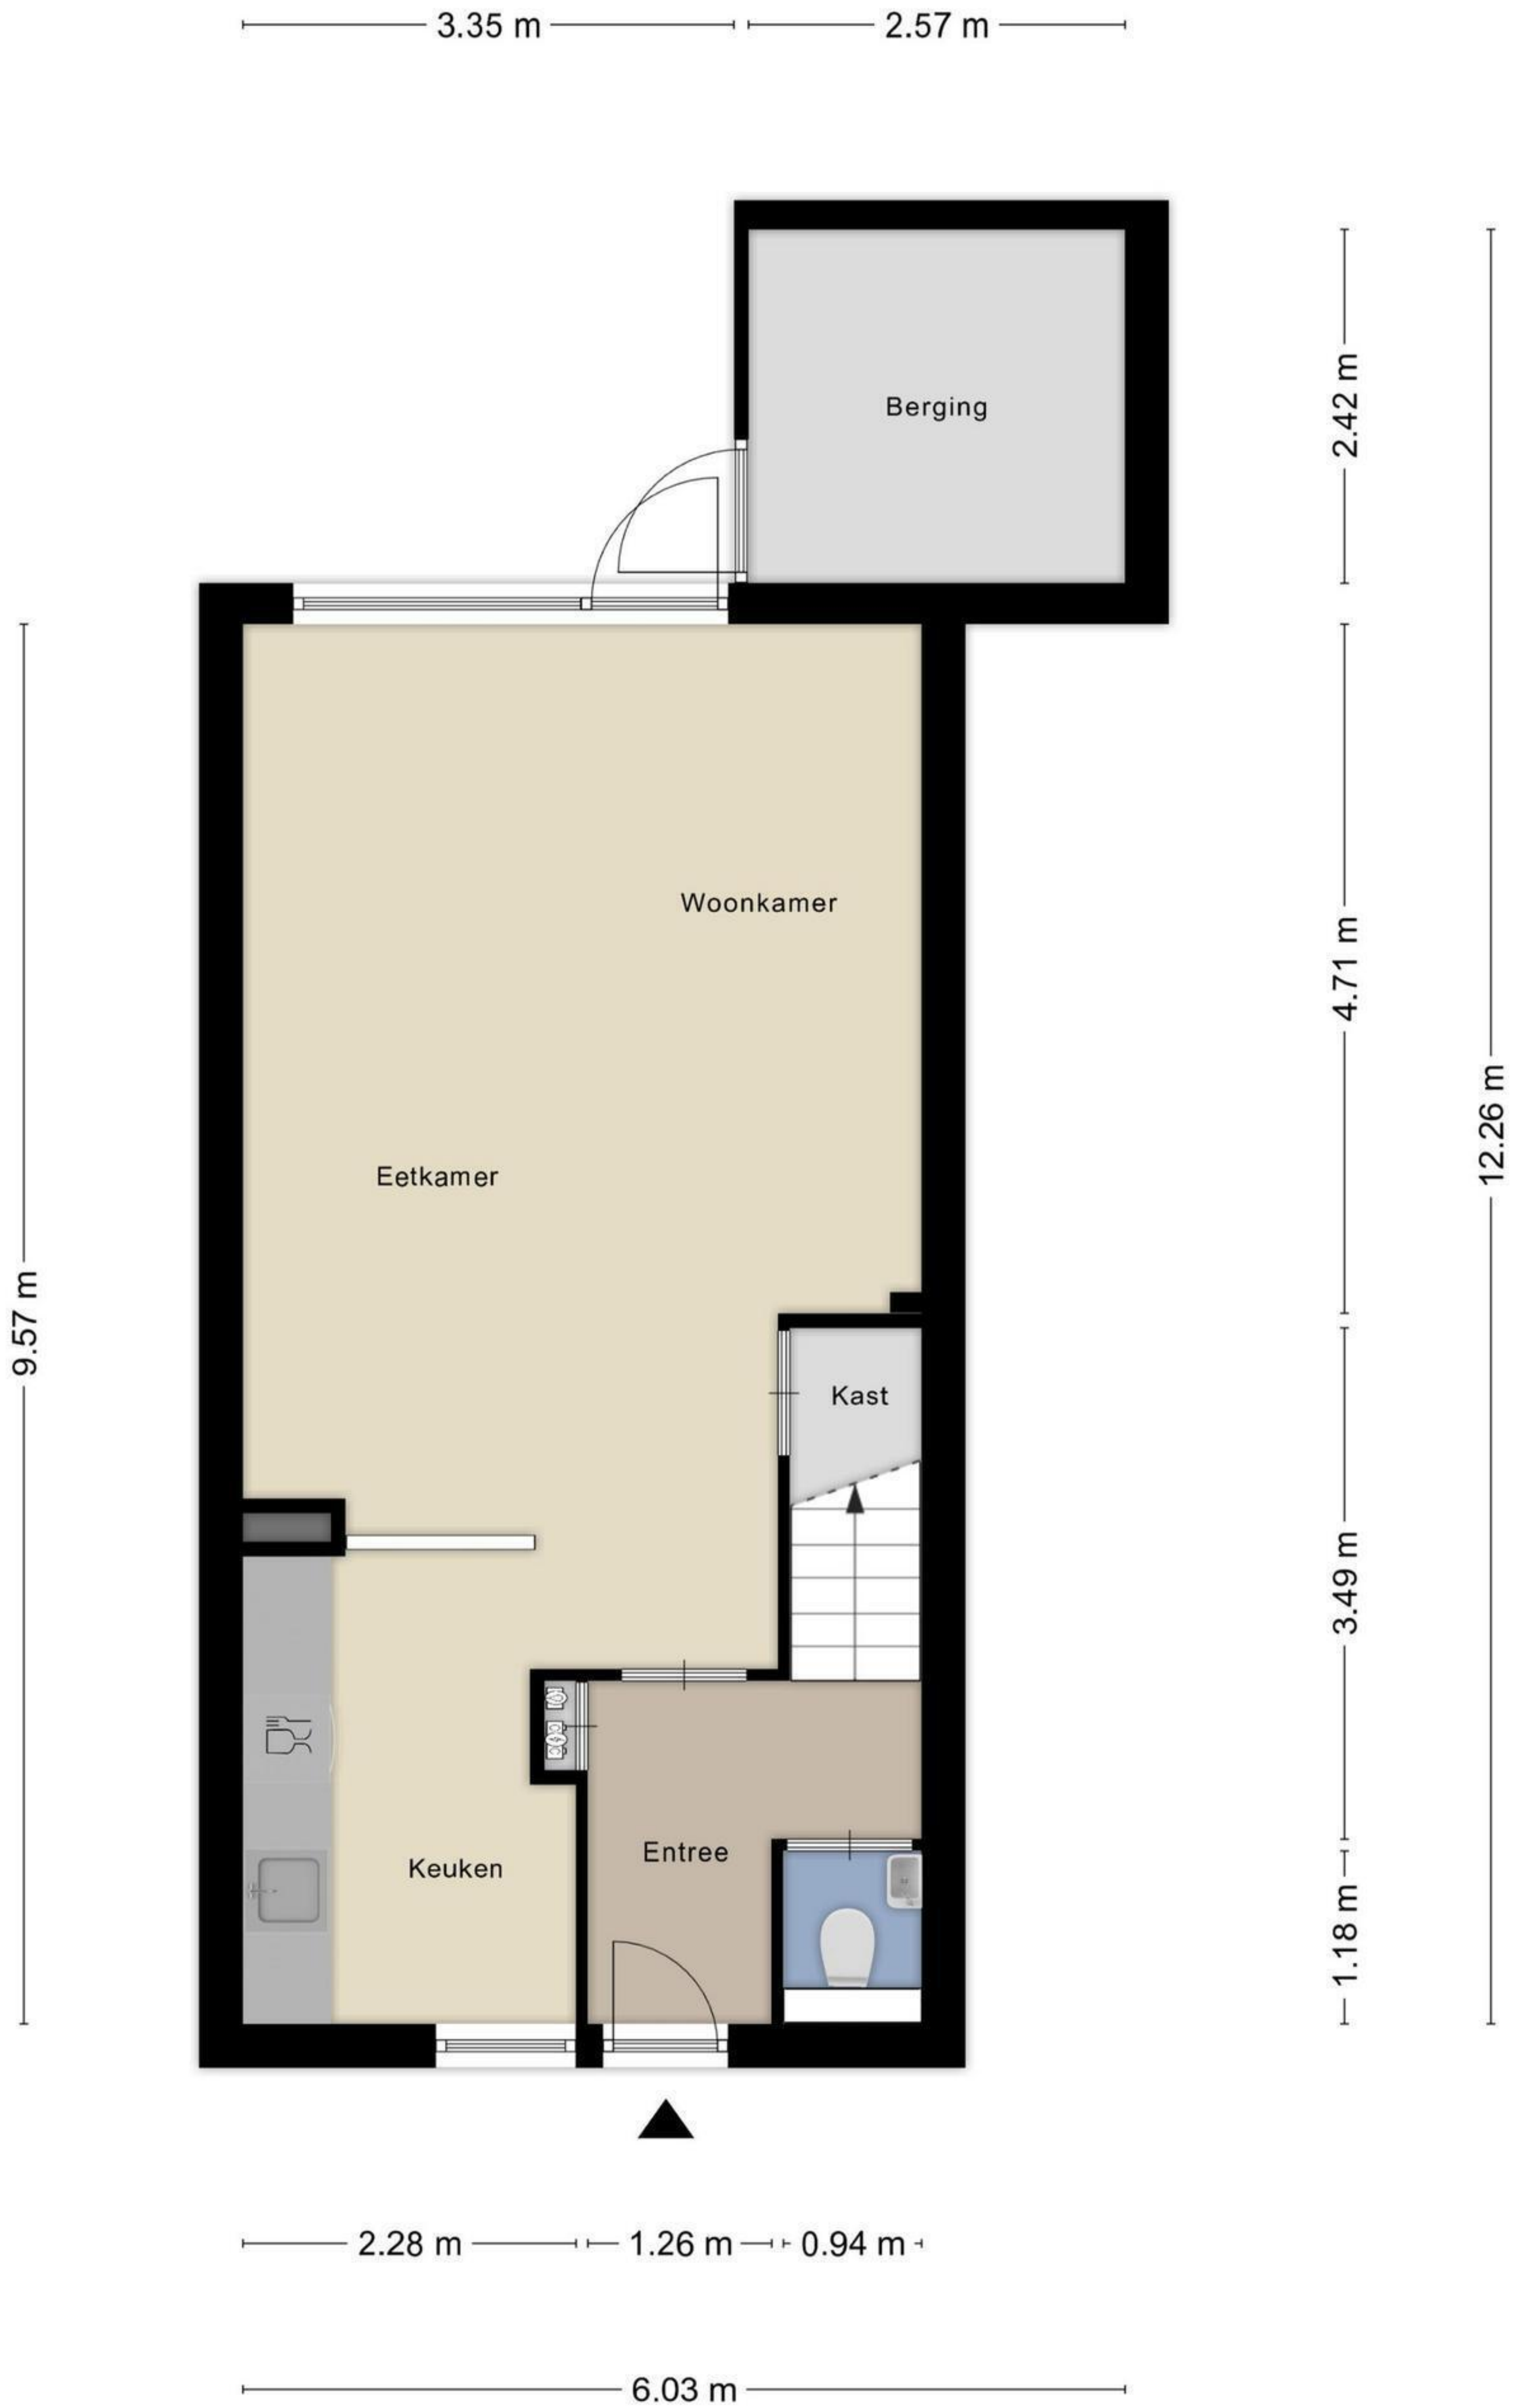 3.35 m
2.57 m
Berging
2.42 m
Woonkamer
4.71 m
12.26 m
Eetkamer
9.57 m
Kast
3.49 m
Entree
Keuken
1.18 m
2.28 m
1.26 m
0.94 m
6.03 m